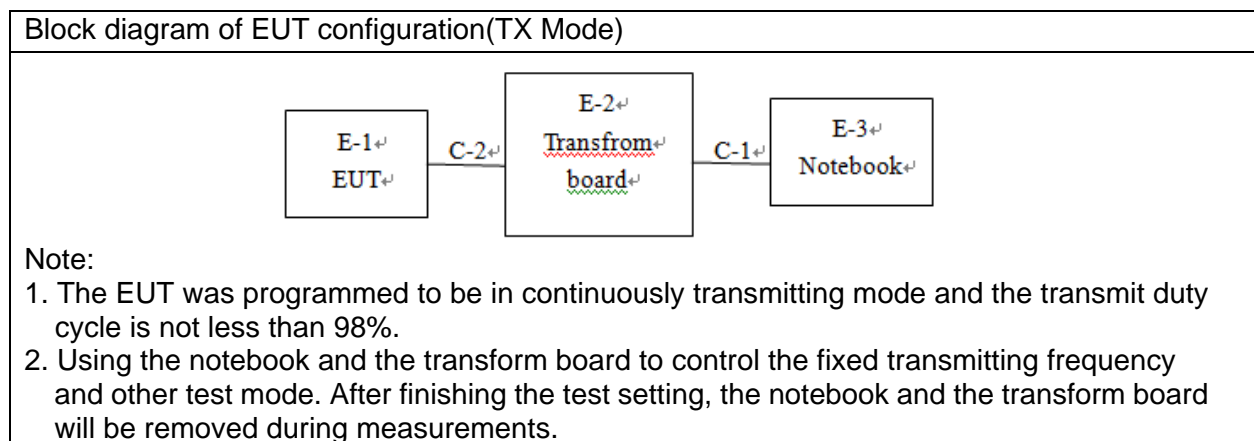 Block diagram of EUT configuration(TX Mode)
E-1↵
EUT↵
C-2↵
E-2↵
Transfrom↵
board↵
C-1↵
E-3↵
Notebook↵
Note:
1. The EUT was programmed to be in continuously transmitting mode and the transmit duty
cycle is not less than 98%.
2. Using the notebook and the transform board to control the fixed transmitting frequency
and other test mode. After finishing the test setting, the notebook and the transform board
will be removed during measurements.